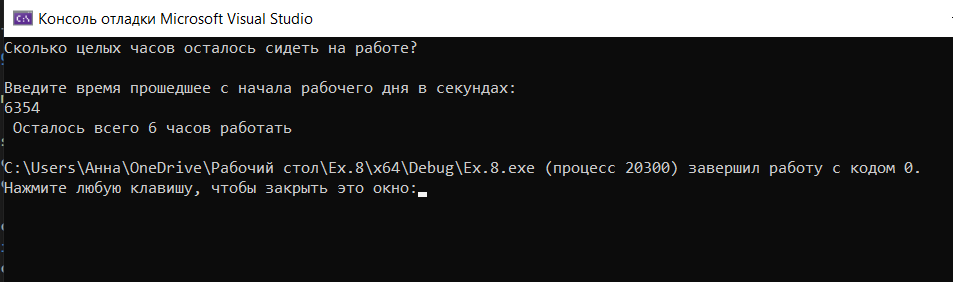 Консоль отладки Microsoft Visual Studio
Сколько целых часов осталось сидеть на работе?
Введите время прошедшее с начала рабочего дня в секундах:
6354
Осталось всего 6 часов работать
C:\Users\Анна\OneDrive\Рабочий стол\Ex.8\x64\Debug\Ex.8.exe (процесс 20300) завершил работу с кодом 0.
Нажмите любую клавишу, чтобы закрыть это окно: